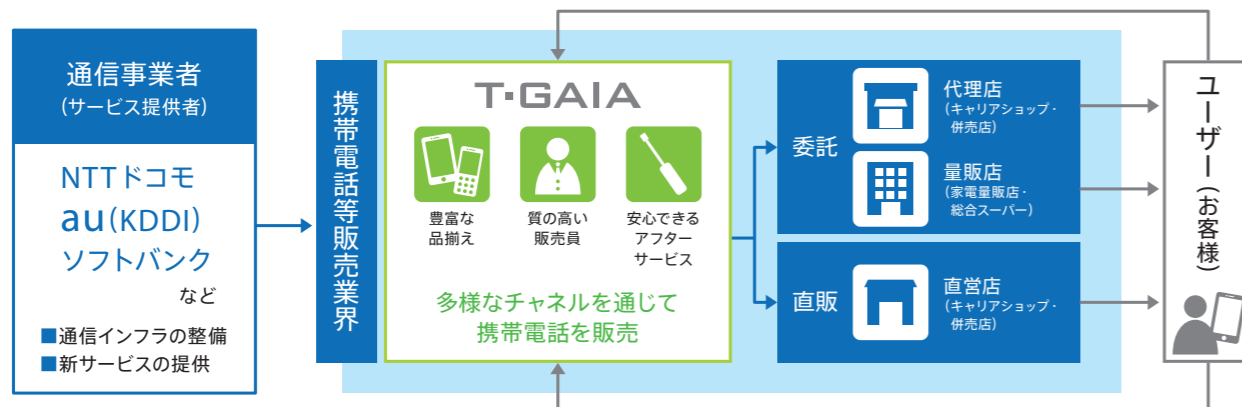 通信事業者
(サービス提供者)
NTTドコモ
au(KDDI)
ソフトバンク
など
■通信インフラの整備
■新サービスの提供
携帯電話等販売業界
T・GAIA
豊富な
品揃え
質の高い
販売員
安心できる
アフター
サービス
多様なチャネルを通じて
携帯電話を販売
委託
代理店
(キャリアショップ・
併売店)
量販店
(家電量販店・
総合スーパー)
直販
直営店
(キャリアショップ・
併売店)
ユーザー(お客様)